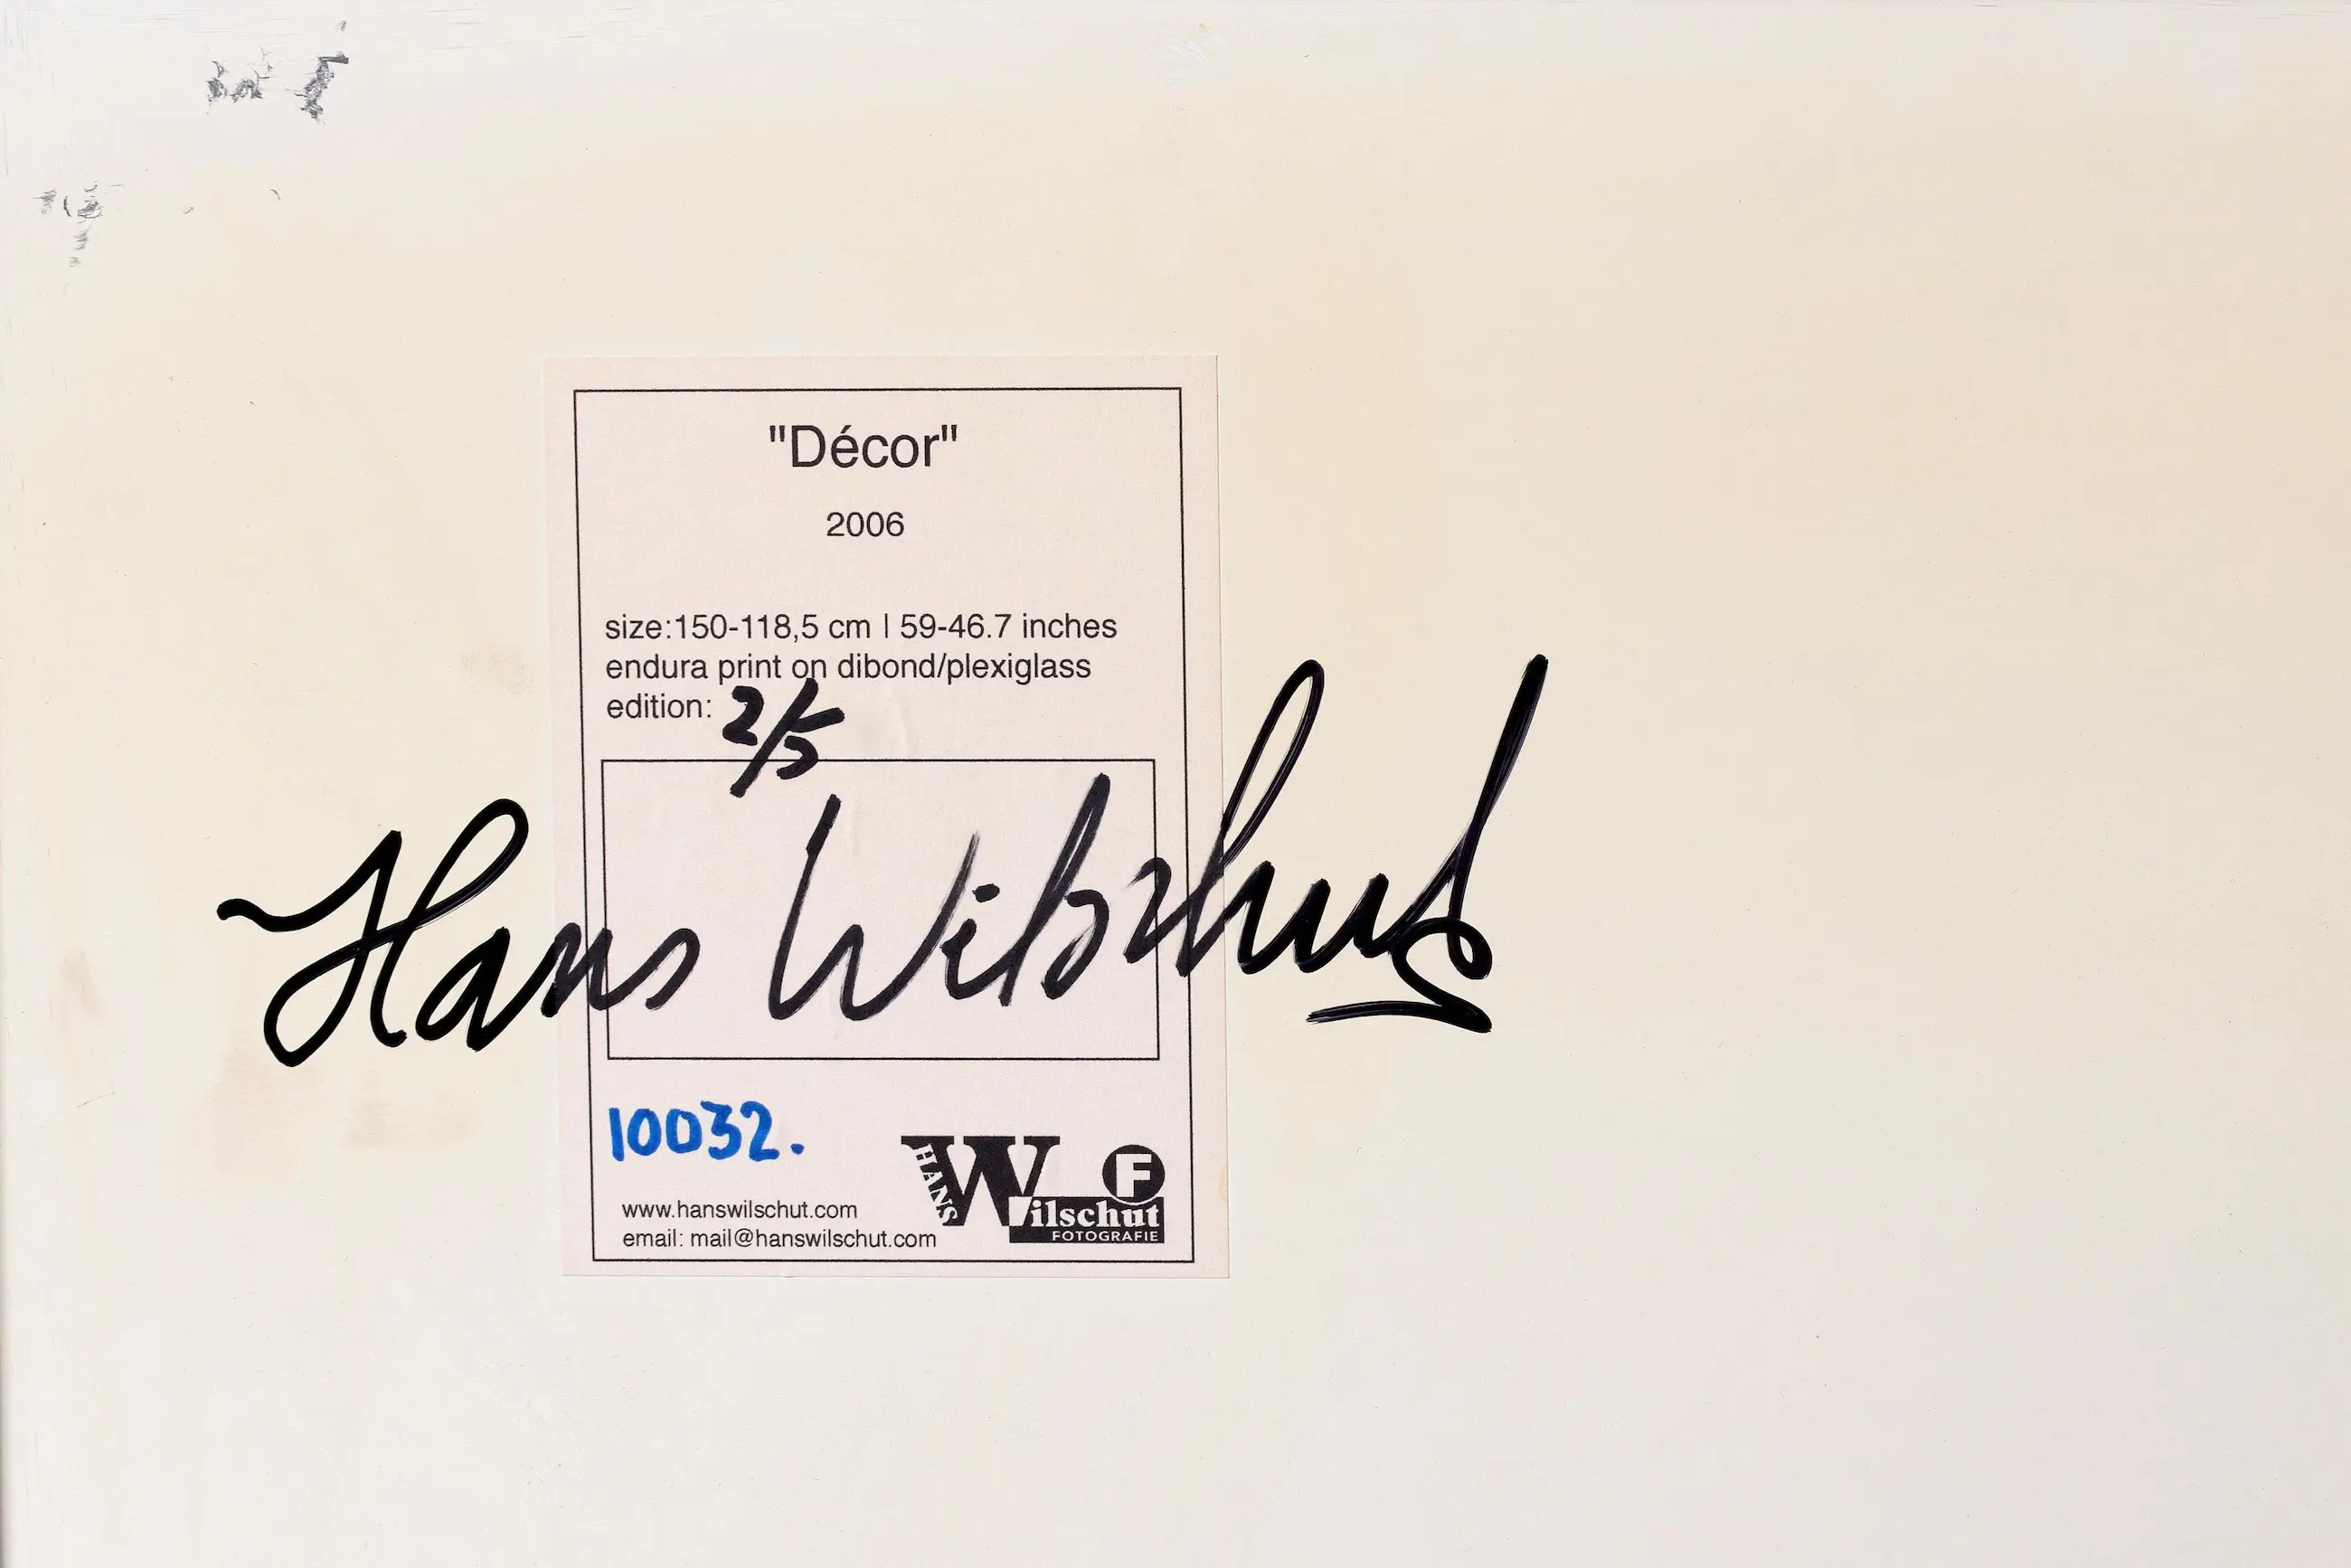 "Décor"
2006
size:150-118,5 cm | 59-46.7 inches
endura print on dibond/plexiglass
edition: 2/5
Hans Wilschut
10032.
www.hanswilschut.com
email: mail@hanswilschut.com
HANS Wilschut F
FOTOGRAFIE